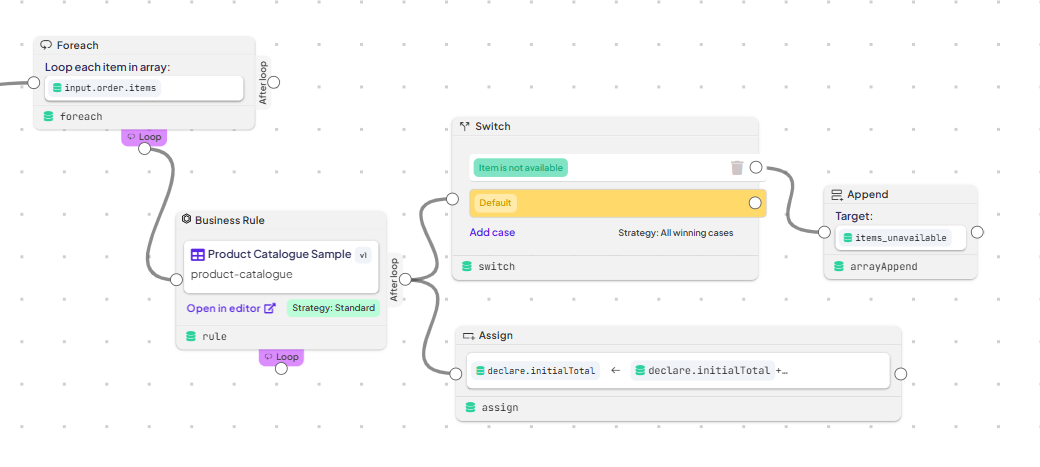 Foreach
Loop each item in array:
input.order.items
foreach
After loop
Loop
Business Rule
Product Catalogue Sample v1
product-catalogue
Open in editor
Strategy: Standard
rule
After loop
Loop
Switch
Item is not available
Default
Add case
Strategy: All winning cases
switch
Append
Target:
items_unavailable
arrayAppend
Assign
declare.initialTotal ← declare.initialTotal +…
assign